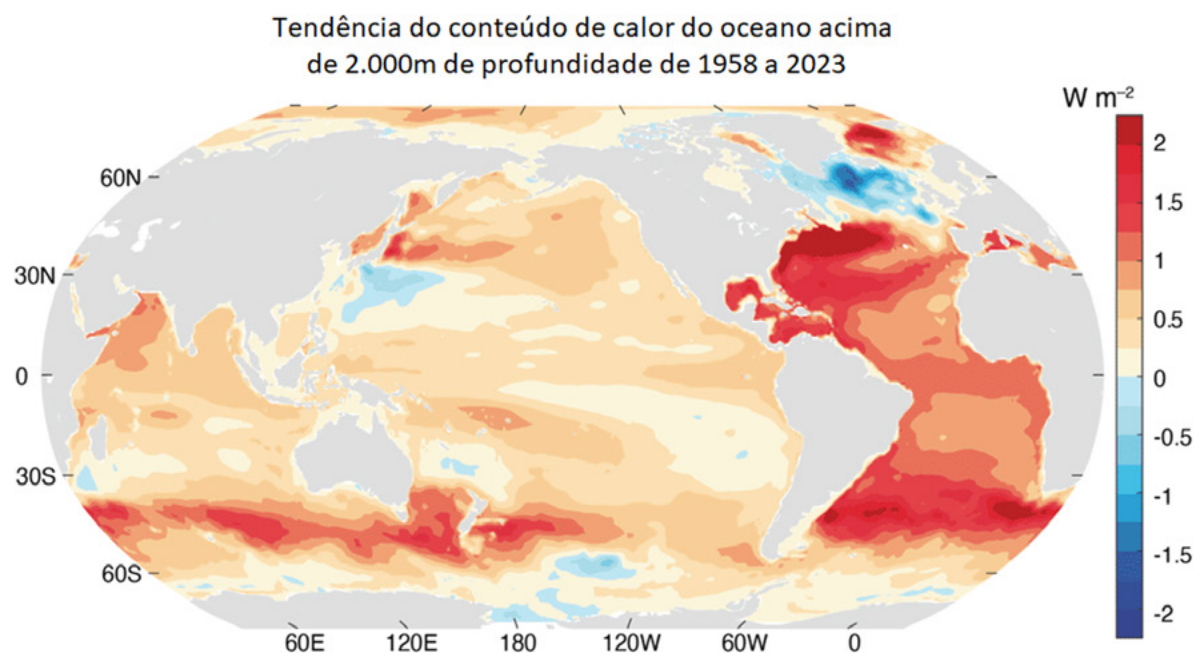 Tendência do conteúdo de calor do oceano acima
de 2.000m de profundidade de 1958 a 2023
W m⁻²
60N
30N
0
30S
60S
60E 120E 180 120W 60W 0
2
1.5
1
0.5
0
-0.5
-1
-1.5
-2